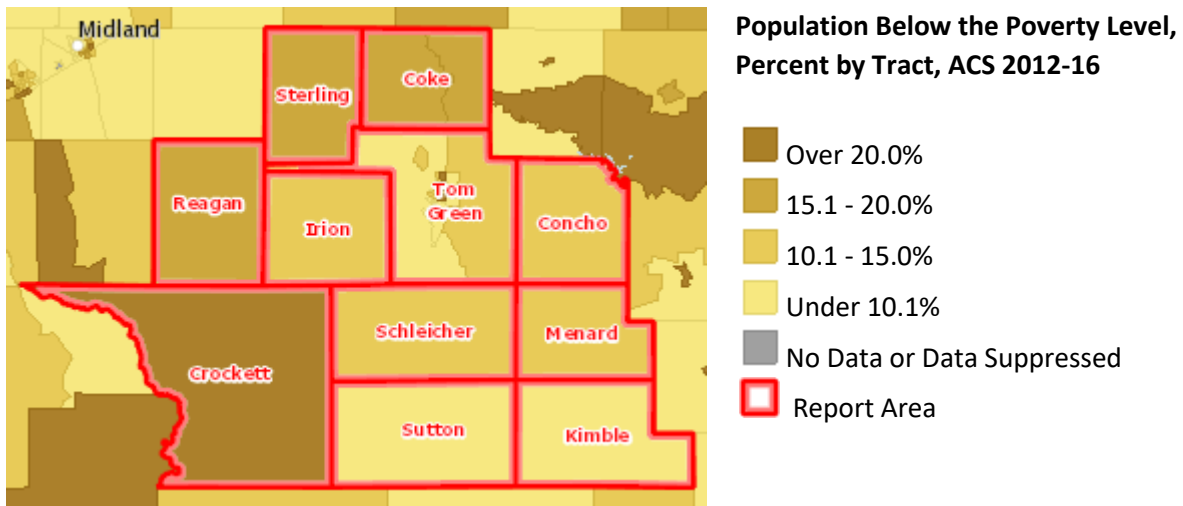 Midland
Sterling
Coke
Reagan
Irion
Tom
Green
Concho
Schleicher
Menard
Crockett
Sutton
Kimble
Population Below the Poverty Level,
Percent by Tract, ACS 2012-16
Over 20.0%
15.1 - 20.0%
10.1 - 15.0%
Under 10.1%
No Data or Data Suppressed
Report Area